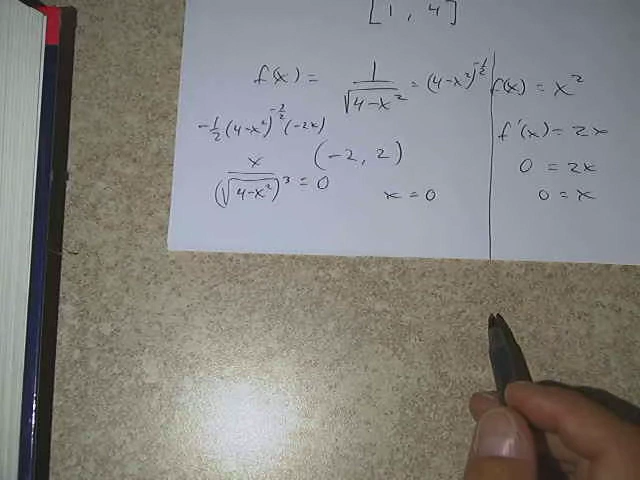 [1, 4]
f(x) = 1/√(4-x²) = (4-x²)^(-1/2)
-1/2 (4-x²)^(-3/2) (-2x)
(-2, 2)
x/(√(4-x²))³ = 0
x = 0
f(x) = x²
f'(x) = 2x
0 = 2x
0 = x